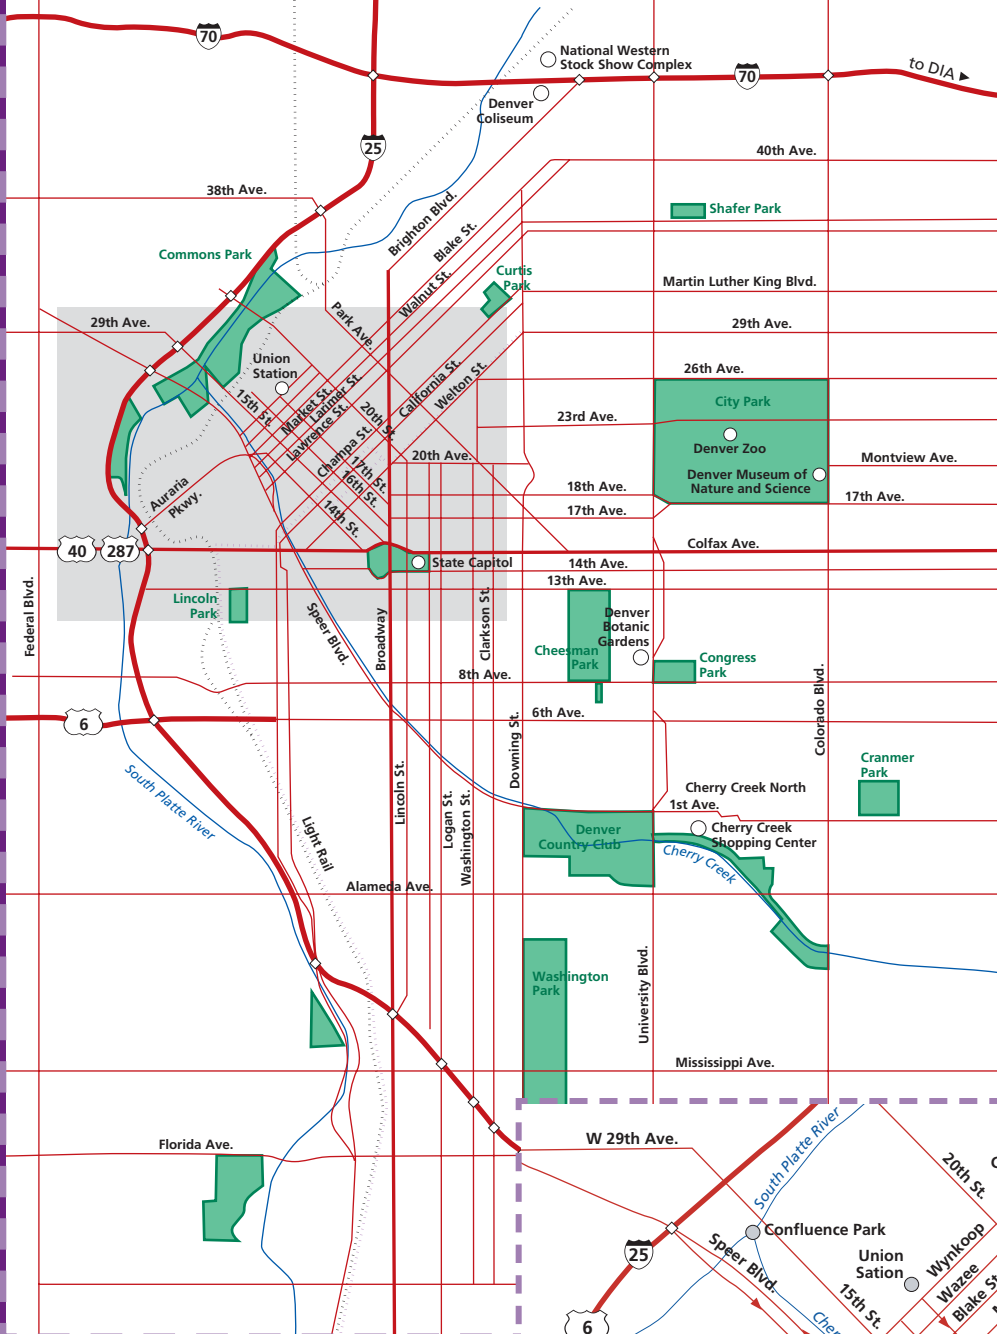 70
National Western
Stock Show Complex
70
to DIA
Denver
Coliseum
25
40th Ave.
38th Ave.
Brighton Blvd.
Shafer Park
Commons Park
Blake St.
Curtis
Park
Walnut St.
Martin Luther King Blvd.
29th Ave.
Park Ave.
29th Ave.
Union
Station
26th Ave.
California St.
Welton St.
City Park
15th St.
Market St.
Larimer St.
Lawrence St.
20th St.
23rd Ave.
Denver Zoo
Champa St.
20th Ave.
Montview Ave.
17th St.
16th St.
Denver Museum of
Nature and Science
Auraria
Pkwy.
18th Ave.
17th Ave.
17th Ave.
14th St.
40
287
Colfax Ave.
State Capitol
14th Ave.
13th Ave.
Federal Blvd.
Lincoln
Park
Speer Blvd.
Broadway
Clarkson St.
Denver
Botanic
Gardens
Cheesman
Park
Congress
Park
8th Ave.
Colorado Blvd.
6
6th Ave.
Downing St.
South Platte River
Lincoln St.
Logan St.
Washington St.
Cranmer
Park
Cherry Creek North
1st Ave.
Light Rail
Denver
Country Club
Cherry Creek
Shopping Center
Cherry Creek
Alameda Ave.
Washington
Park
University Blvd.
Mississippi Ave.
Florida Ave.
W 29th Ave.
South Platte River
20th St.
Confluence Park
25
Speer Blvd.
Union
Sation
Wynkoop
Wazee
Blake St
15th St.
Cher
6